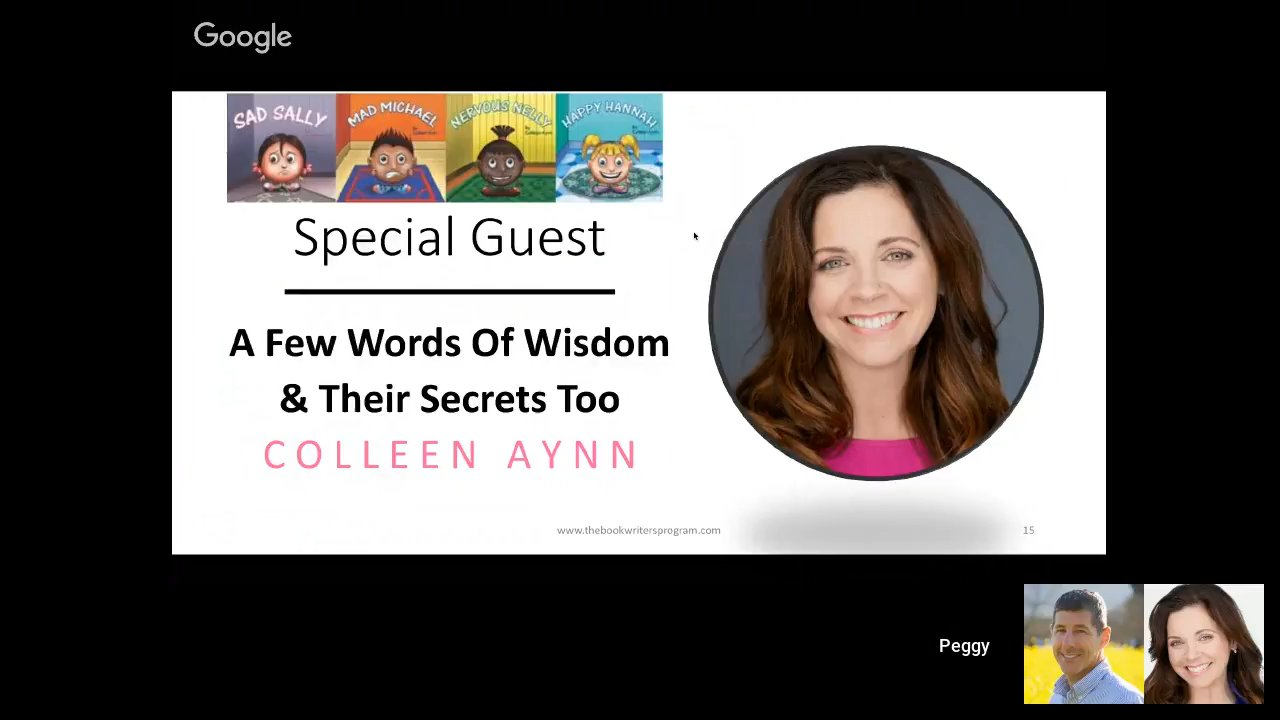 Google
SAD SALLY
MAD MICHAEL
NERVOUS NELLY
HAPPY HANNAH
Special Guest
A Few Words Of Wisdom
& Their Secrets Too
COLLEEN AYNN
www.thebookwritersprogram.com
15
Peggy